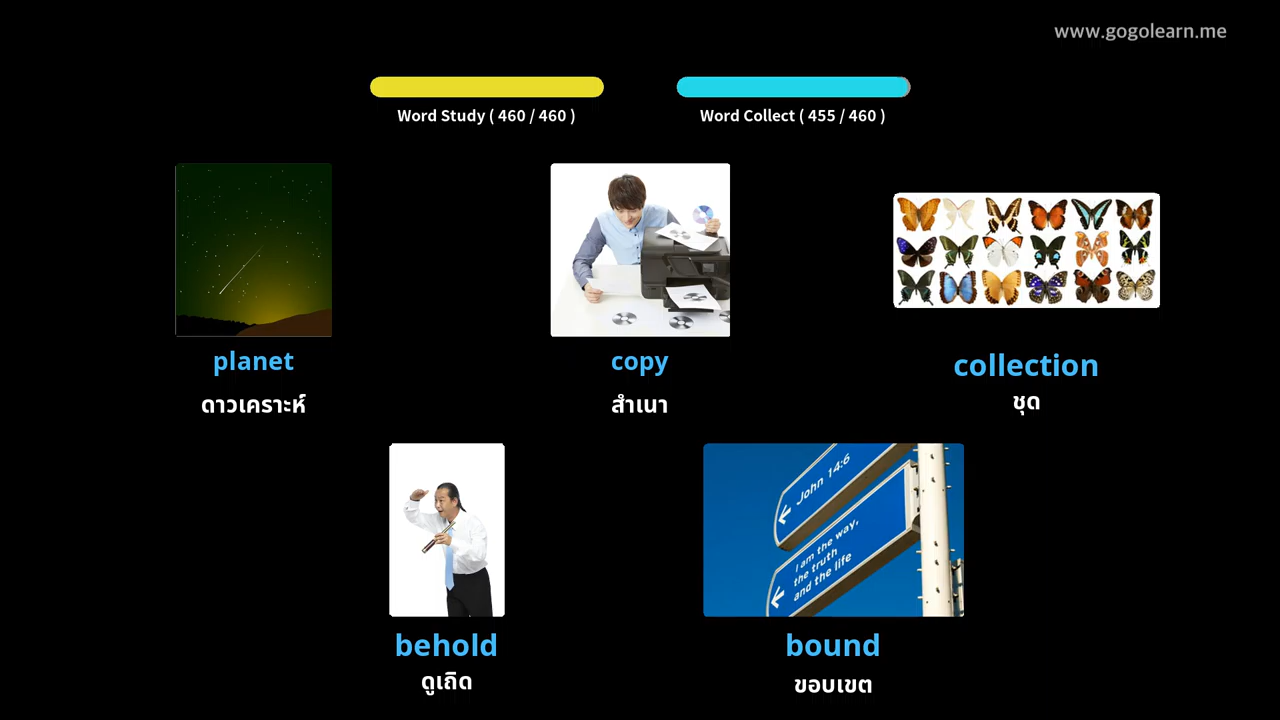 www.gogolearn.me
Word Study ( 460 / 460 )
Word Collect ( 455 / 460 )
planet
ดาวเคราะห์
copy
สำเนา
collection
ชุด
John 14:6
I am the way,
the truth
and the life
behold
ดูเถิด
bound
ขอบเขต